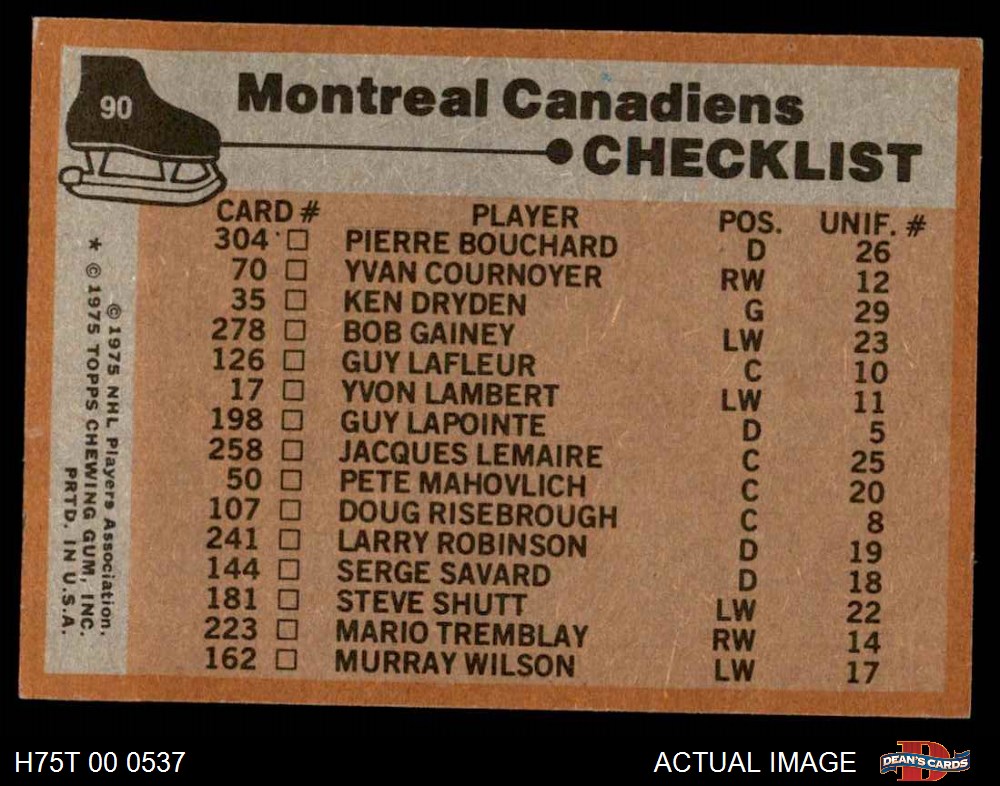 90
Montreal Canadiens
CHECKLIST
CARD # PLAYER POS. UNIF. #
304 □ PIERRE BOUCHARD D 26
70 □ YVAN COURNOYER RW 12
35 □ KEN DRYDEN G 29
278 □ BOB GAINEY LW 23
126 □ GUY LAFLEUR C 10
17 □ YVON LAMBERT LW 11
198 □ GUY LAPOINTE D 5
258 □ JACQUES LEMAIRE C 25
50 □ PETE MAHOVLICH C 20
107 □ DOUG RISEBROUGH C 8
241 □ LARRY ROBINSON D 19
144 □ SERGE SAVARD D 18
181 □ STEVE SHUTT LW 22
223 □ MARIO TREMBLAY RW 14
162 □ MURRAY WILSON LW 17
© 1975 NHL Players Association.
* © 1975 TOPPS CHEWING GUM, INC.
PRTD. IN U.S.A.
H75T 00 0537
ACTUAL IMAGE
D
DEAN'S CARDS